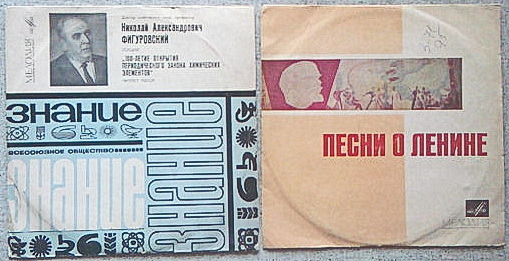 МЕЛОДИЯ
Доктор химических наук, профессор
Николай Александрович
ФИГУРОВСКИЙ
ЛЕКЦИЯ
„100-ЛЕТИЕ ОТКРЫТИЯ
ПЕРИОДИЧЕСКОГО ЗАКОНА ХИМИЧЕСКИХ
ЭЛЕМЕНТОВ“
ЗНАНИЕ
ВСЕСОЮЗНОЕ ОБЩЕСТВО
ЗНАНИЕ
ЗНАНИЕ
ЗНАНИЕ
ПЕСНИ О ЛЕНИНЕ
МЕЛОДИЯ